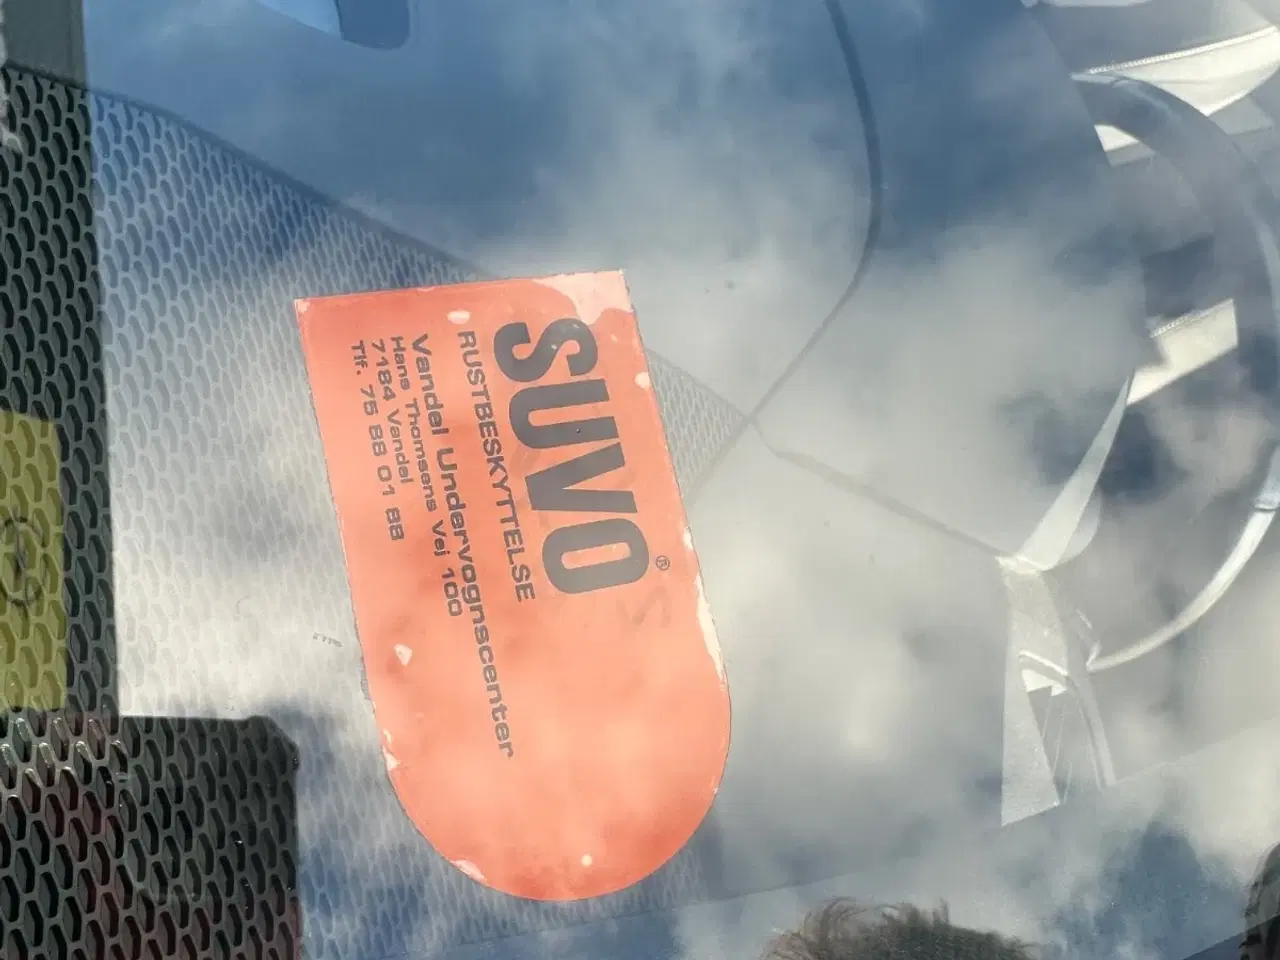 SUVO®
RUSTBESKYTTELSE
Vandel Undervognscenter
Hans Thomsens Vej 100
7184 Vandel
Tlf. 75 88 01 88